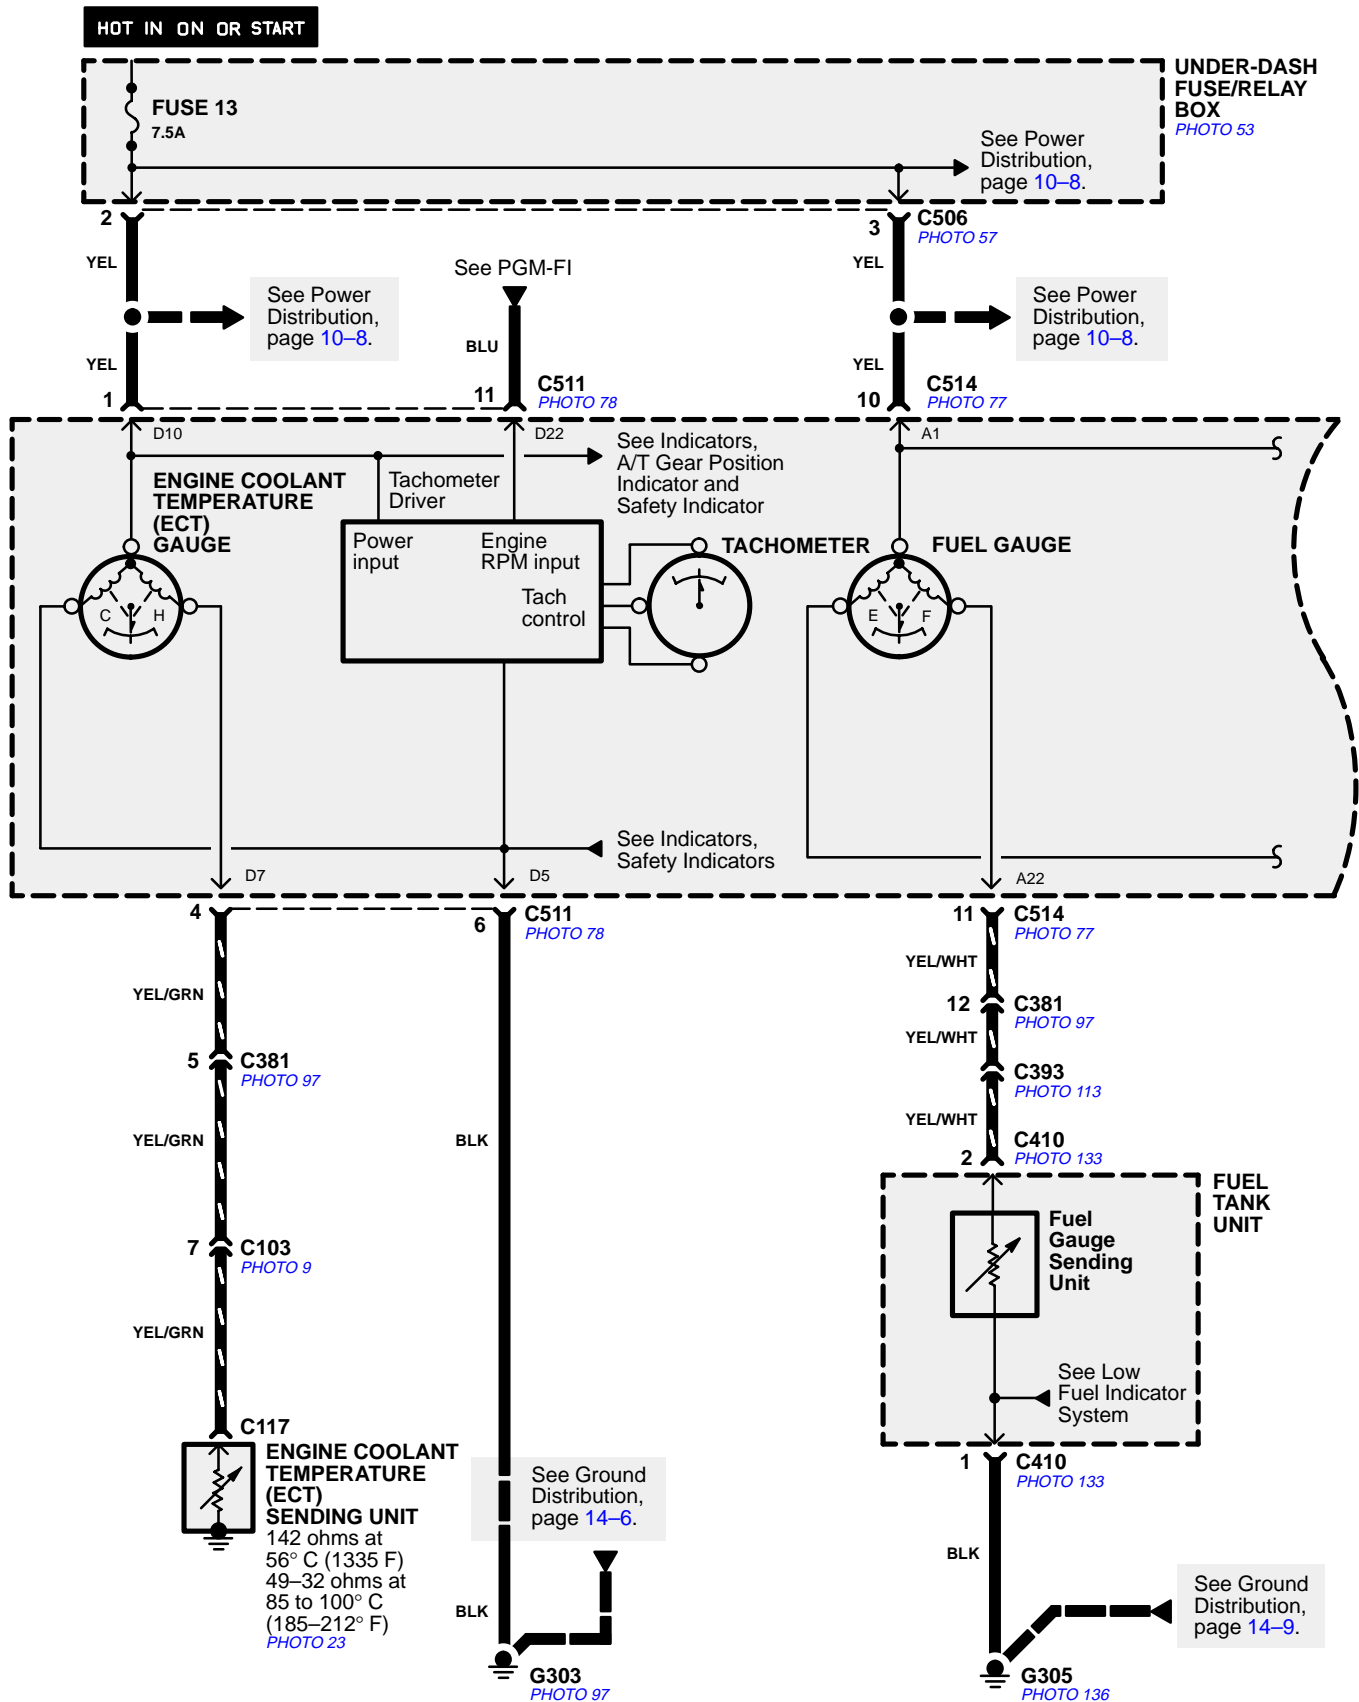 HOT IN ON OR START
UNDER-DASH
FUSE/RELAY
BOX
PHOTO 53
FUSE 13
7.5A
See Power
Distribution,
page 10–8.
2
3
C506
PHOTO 57
YEL
See PGM-FI
YEL
See Power
Distribution,
page 10–8.
See Power
Distribution,
page 10–8.
YEL
BLU
YEL
1
11
C511
PHOTO 78
10
C514
PHOTO 77
D10
D22
A1
See Indicators,
A/T Gear Position
Indicator and
Safety Indicator
ENGINE COOLANT
TEMPERATURE
(ECT)
GAUGE
Tachometer
Driver
Power
input
Engine
RPM input
Tach
control
TACHOMETER
FUEL GAUGE
C H
E F
See Indicators,
Safety Indicators
D7
D5
A22
4
6
C511
PHOTO 78
11
C514
PHOTO 77
YEL/WHT
YEL/GRN
12
C381
PHOTO 97
YEL/WHT
5
C381
PHOTO 97
C393
PHOTO 113
YEL/WHT
YEL/GRN
BLK
2
C410
PHOTO 133
FUEL
TANK
UNIT
Fuel
Gauge
Sending
Unit
7
C103
PHOTO 9
YEL/GRN
See Low
Fuel Indicator
System
C117
ENGINE COOLANT
TEMPERATURE
(ECT)
SENDING UNIT
142 ohms at
56° C (1335 F)
49–32 ohms at
85 to 100° C
(185–212° F)
PHOTO 23
See Ground
Distribution,
page 14–6.
1
C410
PHOTO 133
BLK
BLK
See Ground
Distribution,
page 14–9.
G303
PHOTO 97
G305
PHOTO 136